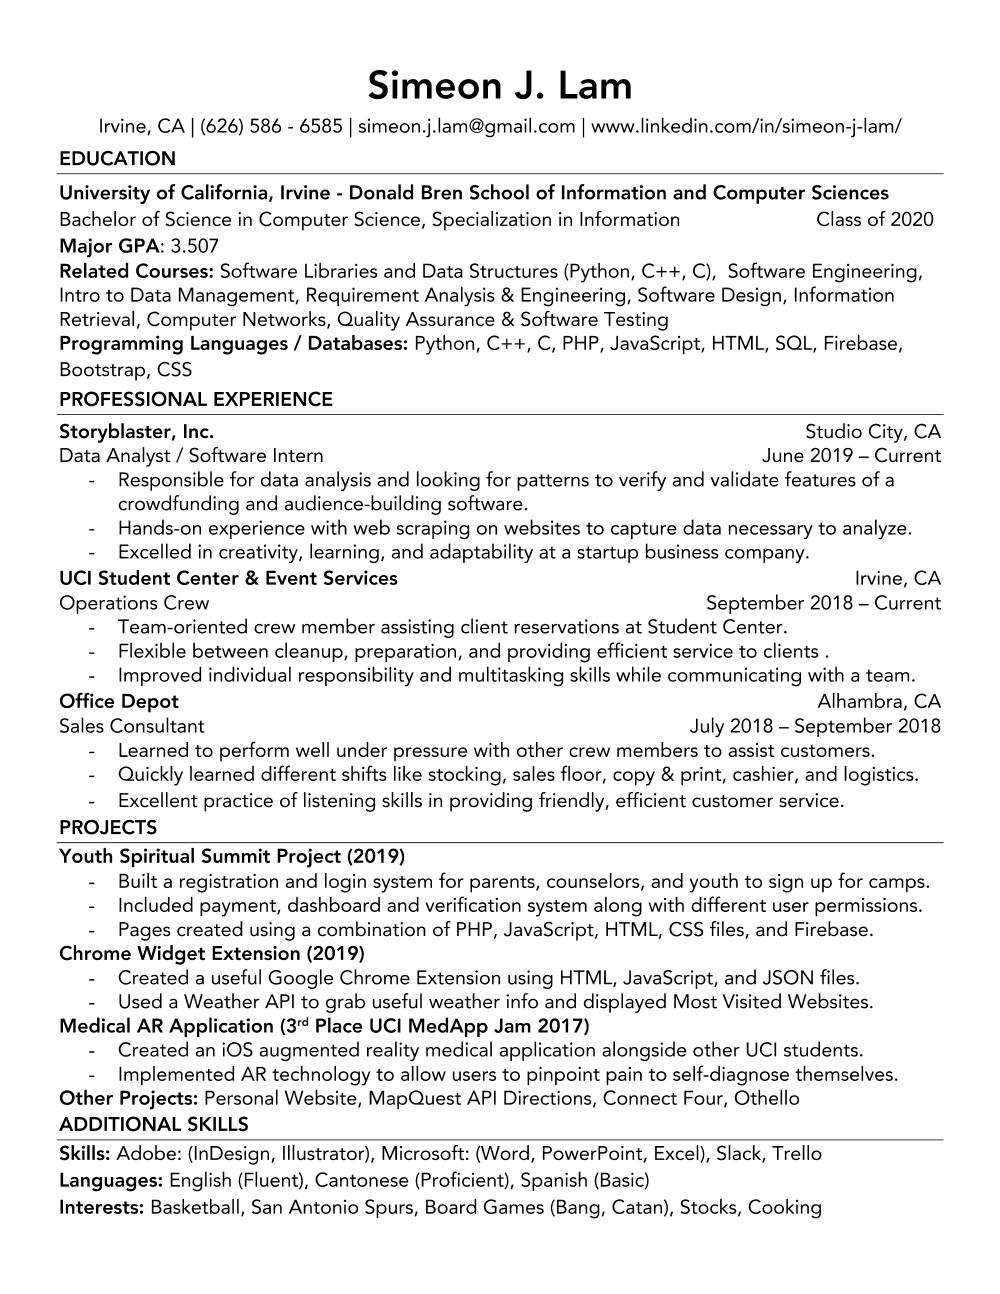 Simeon J. Lam
Irvine, CA | (626) 586 - 6585 | simeon.j.lam@gmail.com | www.linkedin.com/in/simeon-j-lam/
EDUCATION
University of California, Irvine - Donald Bren School of Information and Computer Sciences
Bachelor of Science in Computer Science, Specialization in Information Class of 2020
Major GPA: 3.507
Related Courses: Software Libraries and Data Structures (Python, C++, C),  Software Engineering,
Intro to Data Management, Requirement Analysis & Engineering, Software Design, Information
Retrieval, Computer Networks, Quality Assurance & Software Testing
Programming Languages / Databases: Python, C++, C, PHP, JavaScript, HTML, SQL, Firebase,
Bootstrap, CSS
PROFESSIONAL EXPERIENCE
Storyblaster, Inc. Studio City, CA
Data Analyst / Software Intern June 2019 – Current
- Responsible for data analysis and looking for patterns to verify and validate features of a
crowdfunding and audience-building software.
- Hands-on experience with web scraping on websites to capture data necessary to analyze.
- Excelled in creativity, learning, and adaptability at a startup business company.
UCI Student Center & Event Services Irvine, CA
Operations Crew September 2018 – Current
- Team-oriented crew member assisting client reservations at Student Center.
- Flexible between cleanup, preparation, and providing efficient service to clients .
- Improved individual responsibility and multitasking skills while communicating with a team.
Office Depot Alhambra, CA
Sales Consultant July 2018 – September 2018
- Learned to perform well under pressure with other crew members to assist customers.
- Quickly learned different shifts like stocking, sales floor, copy & print, cashier, and logistics.
- Excellent practice of listening skills in providing friendly, efficient customer service.
PROJECTS
Youth Spiritual Summit Project (2019)
- Built a registration and login system for parents, counselors, and youth to sign up for camps.
- Included payment, dashboard and verification system along with different user permissions.
- Pages created using a combination of PHP, JavaScript, HTML, CSS files, and Firebase.
Chrome Widget Extension (2019)
- Created a useful Google Chrome Extension using HTML, JavaScript, and JSON files.
- Used a Weather API to grab useful weather info and displayed Most Visited Websites.
Medical AR Application (3rd Place UCI MedApp Jam 2017)
- Created an iOS augmented reality medical application alongside other UCI students.
- Implemented AR technology to allow users to pinpoint pain to self-diagnose themselves.
Other Projects: Personal Website, MapQuest API Directions, Connect Four, Othello
ADDITIONAL SKILLS
Skills: Adobe: (InDesign, Illustrator), Microsoft: (Word, PowerPoint, Excel), Slack, Trello
Languages: English (Fluent), Cantonese (Proficient), Spanish (Basic)
Interests: Basketball, San Antonio Spurs, Board Games (Bang, Catan), Stocks, Cooking